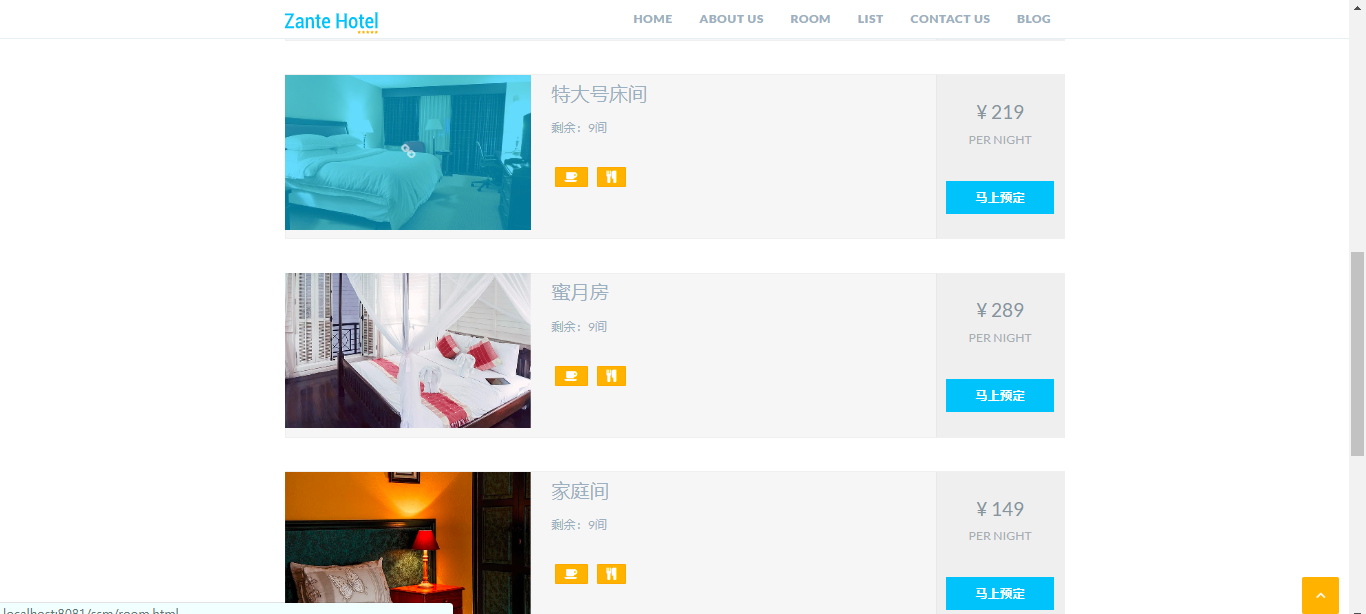 Zante Hotel
HOME ABOUT US ROOM LIST CONTACT US BLOG
特大号床间
剩余：9间
¥ 219
PER NIGHT
马上预定
蜜月房
剩余：9间
¥ 289
PER NIGHT
马上预定
家庭间
剩余：9间
¥ 149
PER NIGHT
马上预定
localhost:8081/ssm/room.html